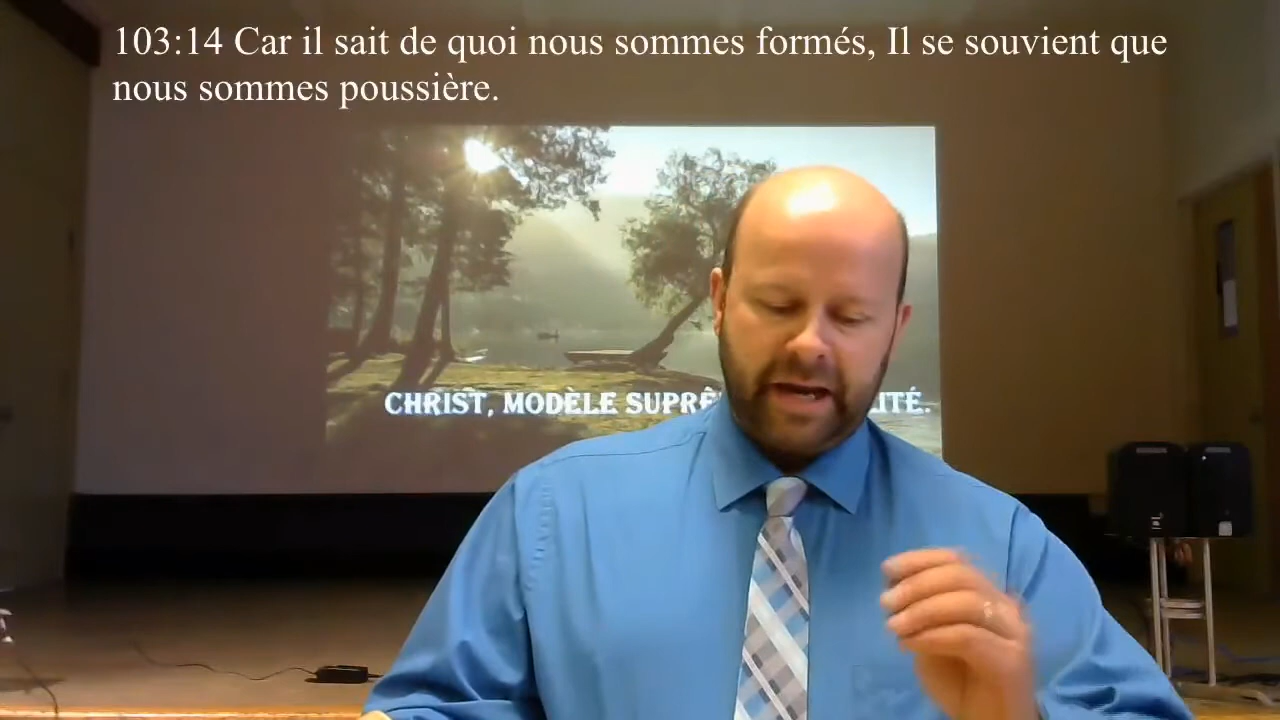 103:14 Car il sait de quoi nous sommes formés, Il se souvient que
nous sommes poussière.
CHRIST, MODÈLE SUPRÊ LITÉ.